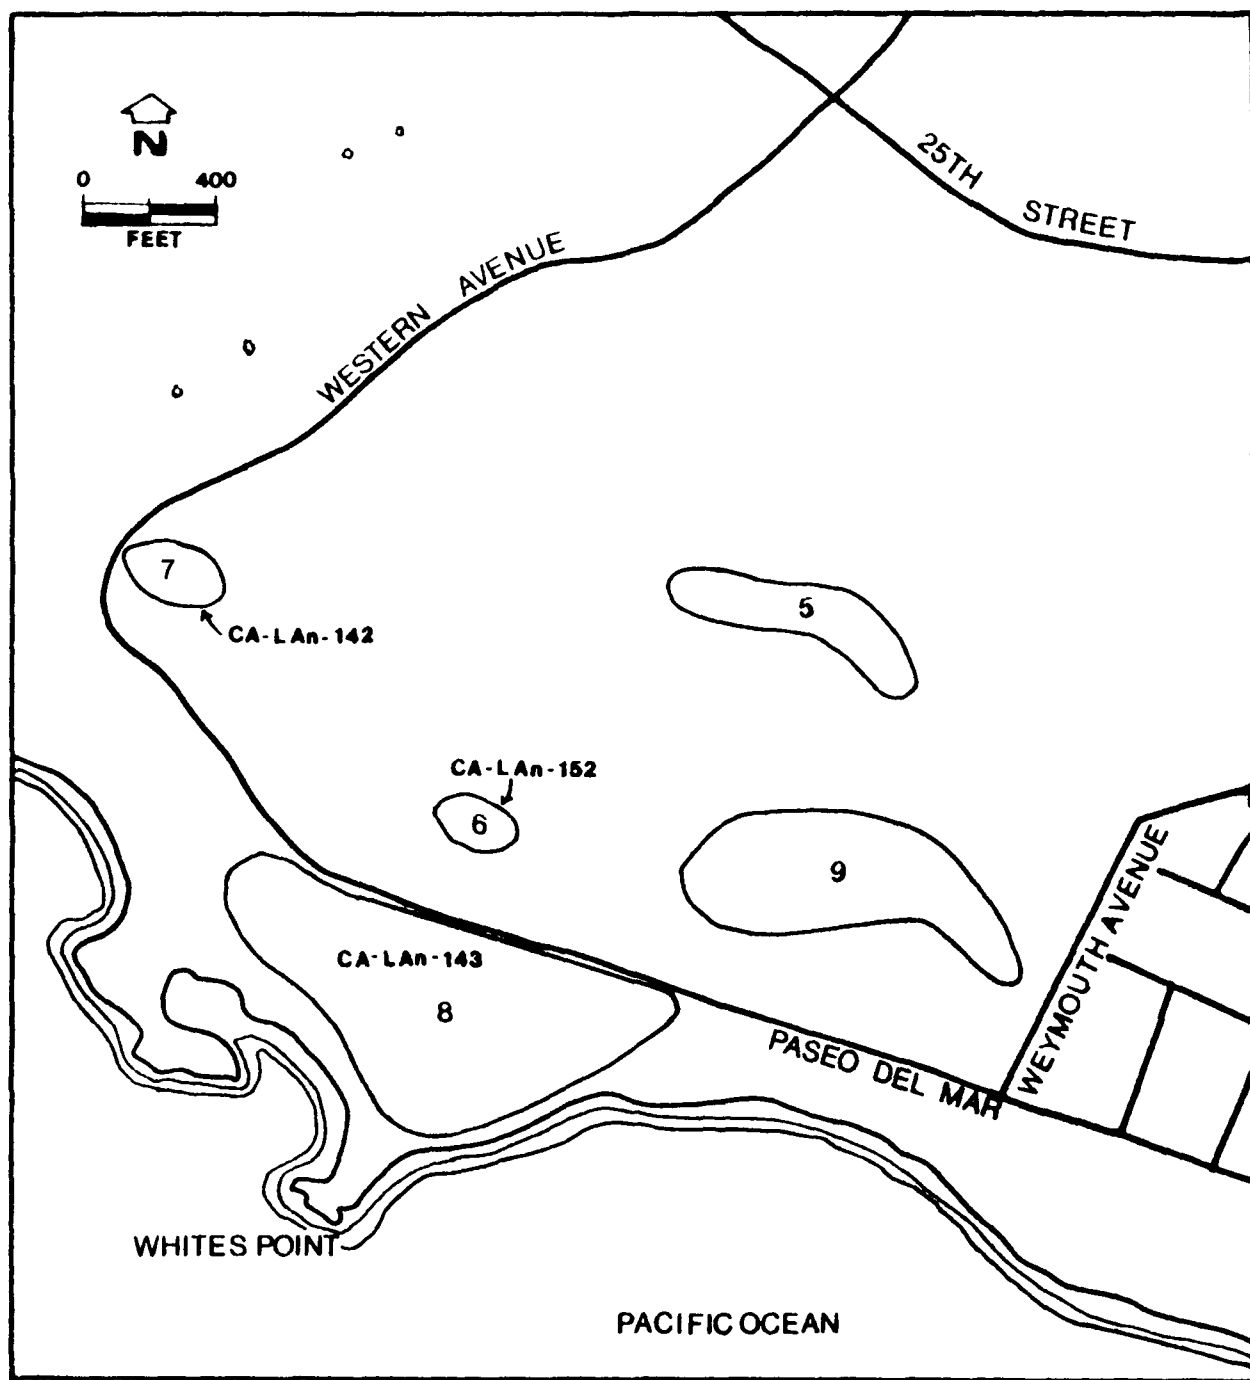 25TH STREET
N
0 400
FEET
WESTERN AVENUE
7
CA-LAn-142
5
CA-LAn-152
6
9
CA-LAn-143
8
WEYMOUTH AVENUE
PASEO DEL MAR
WHITES POINT
PACIFIC OCEAN